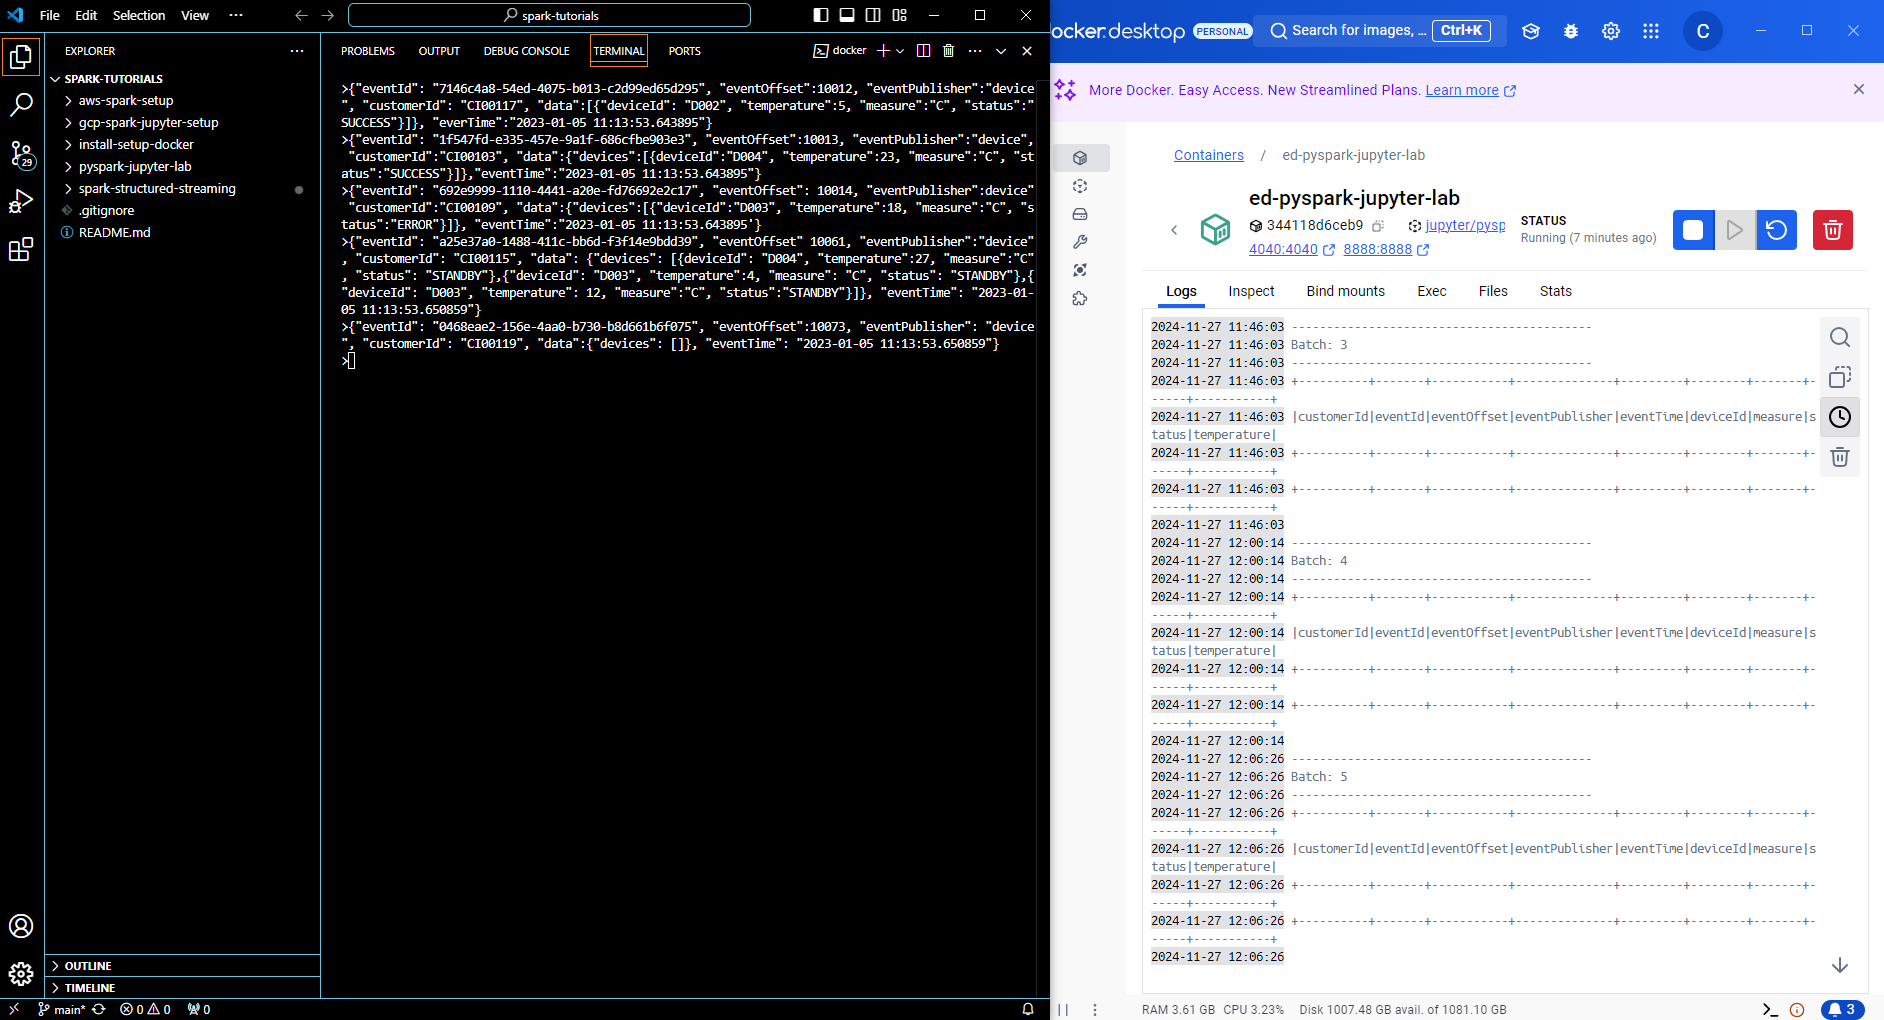 File Edit Selection View ··· spark-tutorials
EXPLORER ···
SPARK-TUTORIALS
aws-spark-setup
gcp-spark-jupyter-setup
install-setup-docker
pyspark-jupyter-lab
spark-structured-streaming
.gitignore
README.md
29
OUTLINE
TIMELINE
main* 0 0 0
PROBLEMS OUTPUT DEBUG CONSOLE TERMINAL PORTS docker
>{"eventId": "7146c4a8-54ed-4075-b013-c2d99ed65d295", "eventOffset":10012, "eventPublisher":"device
", "customerId": "CI00117", "data":[{"deviceId": "D002", "temperature":5, "measure":"C", "status":"
SUCCESS"}]}, "everTime":"2023-01-05 11:13:53.643895"}
>{"eventId": "1f547fd-e335-457e-9a1f-686cfbe903e3", "eventOffset":10013, "eventPublisher":"device",
"customerId":"CI00103", "data":{"devices":[{deviceId":"D004", "temperature":23, "measure":"C", "st
atus":"SUCCESS"}]},"eventTime":"2023-01-05 11:13:53.643895"}
>{"eventId": "692e9999-1110-4441-a20e-fd76692e2c17", "eventOffset": 10014, "eventPublisher":device"
, "customerId":"CI00109", "data":{"devices":[{"deviceId":"D003", "temperature":18, "measure":"C", "s
tatus":"ERROR"}]}, "eventTime":"2023-01-05 11:13:53.643895'}
>{"eventId": "a25e37a0-1488-411c-bb6d-f3f14e9bdd39", "eventOffset" 10061, "eventPublisher":"device"
, "customerId": "CI00115", "data": {"devices": [{deviceId": "D004", "temperature":27, "measure":"C"
, "status": "STANDBY"},{"deviceId": "D003", "temperature":4, "measure": "C", "status": "STANDBY"},{
"deviceId": "D003", "temperature": 12, "measure":"C", "status":"STANDBY"}]}, "eventTime": "2023-01-
05 11:13:53.650859"}
>{"eventId": "0468eae2-156e-4aa0-b730-b8d661b6f075", "eventOffset":10073, "eventPublisher": "device
", "customerId": "CI00119", "data":{"devices": []}, "eventTime": "2023-01-05 11:13:53.650859"}
>
ocker.desktop PERSONAL Search for images, ... Ctrl+K C
More Docker. Easy Access. New Streamlined Plans. Learn more
Containers / ed-pyspark-jupyter-lab
ed-pyspark-jupyter-lab
344118d6ceb9 jupyter/pysp
4040:4040 8888:8888
STATUS
Running (7 minutes ago)
Logs Inspect Bind mounts Exec Files Stats
2024-11-27 11:46:03 -------------------------------------------
2024-11-27 11:46:03 Batch: 3
2024-11-27 11:46:03 -------------------------------------------
2024-11-27 11:46:03 +----------+-------+-----------+--------------+---------+--------+-------+-
-----+-----------+
2024-11-27 11:46:03 |customerId|eventId|eventOffset|eventPublisher|eventTime|deviceId|measure|s
tatus|temperature|
2024-11-27 11:46:03 +----------+-------+-----------+--------------+---------+--------+-------+-
-----+-----------+
2024-11-27 11:46:03 +----------+-------+-----------+--------------+---------+--------+-------+-
-----+-----------+
2024-11-27 11:46:03
2024-11-27 12:00:14 -------------------------------------------
2024-11-27 12:00:14 Batch: 4
2024-11-27 12:00:14 -------------------------------------------
2024-11-27 12:00:14 +----------+-------+-----------+--------------+---------+--------+-------+-
-----+-----------+
2024-11-27 12:00:14 |customerId|eventId|eventOffset|eventPublisher|eventTime|deviceId|measure|s
tatus|temperature|
2024-11-27 12:00:14 +----------+-------+-----------+--------------+---------+--------+-------+-
-----+-----------+
2024-11-27 12:00:14 +----------+-------+-----------+--------------+---------+--------+-------+-
-----+-----------+
2024-11-27 12:00:14
2024-11-27 12:06:26 -------------------------------------------
2024-11-27 12:06:26 Batch: 5
2024-11-27 12:06:26 -------------------------------------------
2024-11-27 12:06:26 +----------+-------+-----------+--------------+---------+--------+-------+-
-----+-----------+
2024-11-27 12:06:26 |customerId|eventId|eventOffset|eventPublisher|eventTime|deviceId|measure|s
tatus|temperature|
2024-11-27 12:06:26 +----------+-------+-----------+--------------+---------+--------+-------+-
-----+-----------+
2024-11-27 12:06:26 +----------+-------+-----------+--------------+---------+--------+-------+-
-----+-----------+
2024-11-27 12:06:26
RAM 3.61 GB CPU 3.23% Disk 1007.48 GB avail. of 1081.10 GB 3